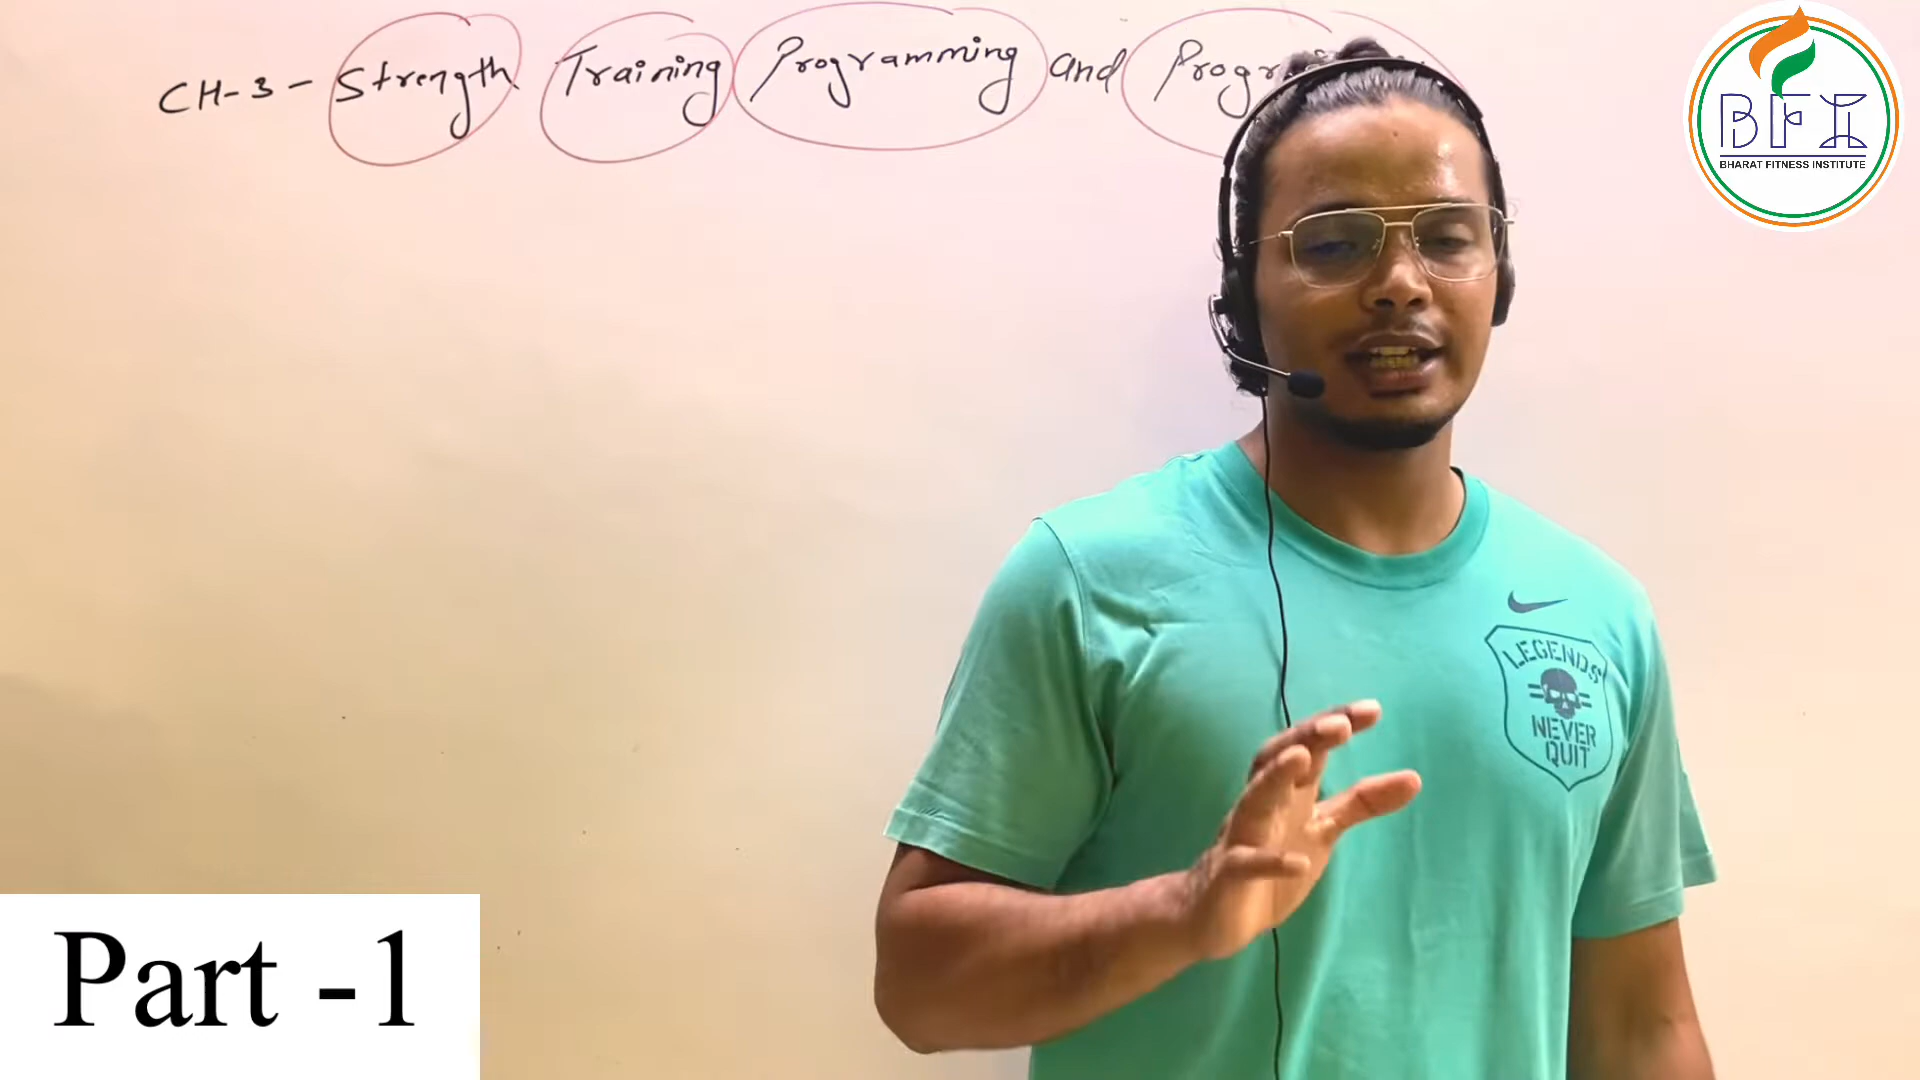 CH-3 - Strength Training Programming and
BFI
BHARAT FITNESS INSTITUTE
LEGENDS
NEVER
QUIT
Part -1